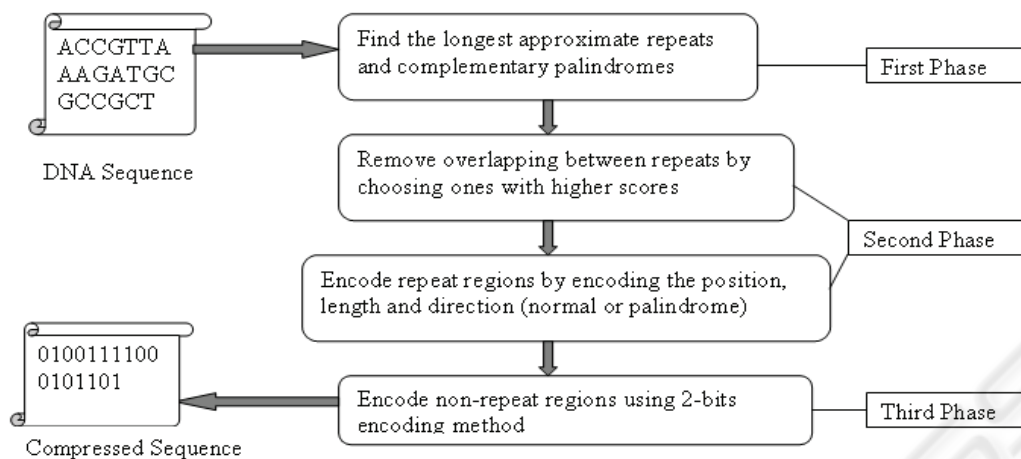 ACCGTTA
AAGATGC
GCCGCT
DNA Sequence
Find the longest approximate repeats
and complementary palindromes
First Phase
Remove overlapping between repeats by
choosing ones with higher scores
Second Phase
Encode repeat regions by encoding the position,
length and direction (normal or palindrome)
Encode non-repeat regions using 2-bits
encoding method
Third Phase
0100111100
0101101
Compressed Sequence